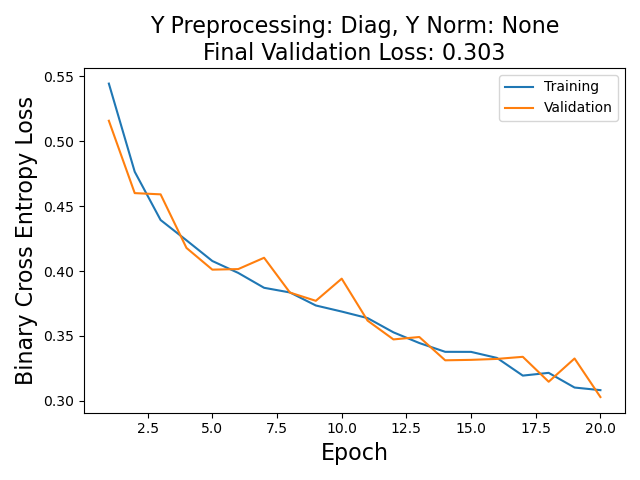 Y Preprocessing: Diag, Y Norm: None
Final Validation Loss: 0.303
Training
Validation
Binary Cross Entropy Loss
0.55
0.50
0.45
0.40
0.35
0.30
2.5 5.0 7.5 10.0 12.5 15.0 17.5 20.0
Epoch